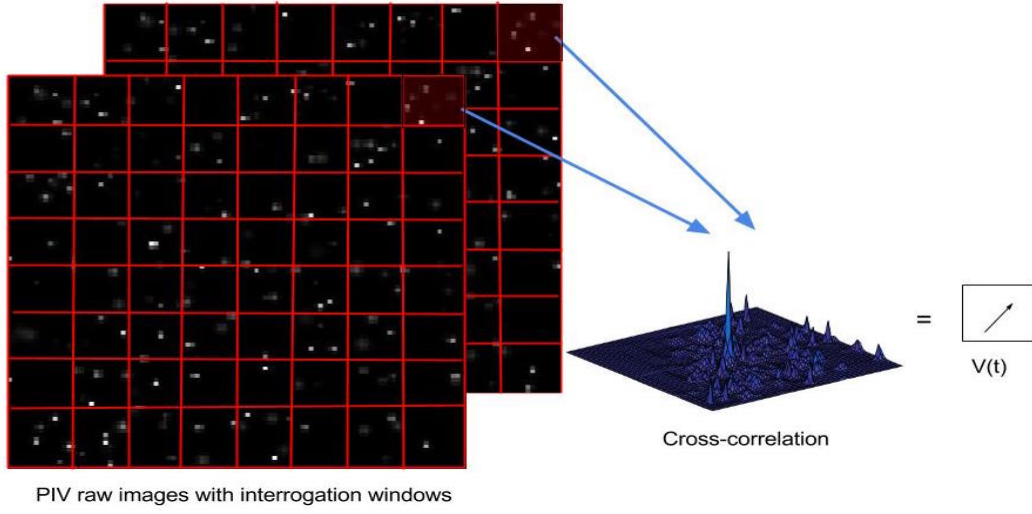 =
V(t)
Cross-correlation
PIV raw images with interrogation windows